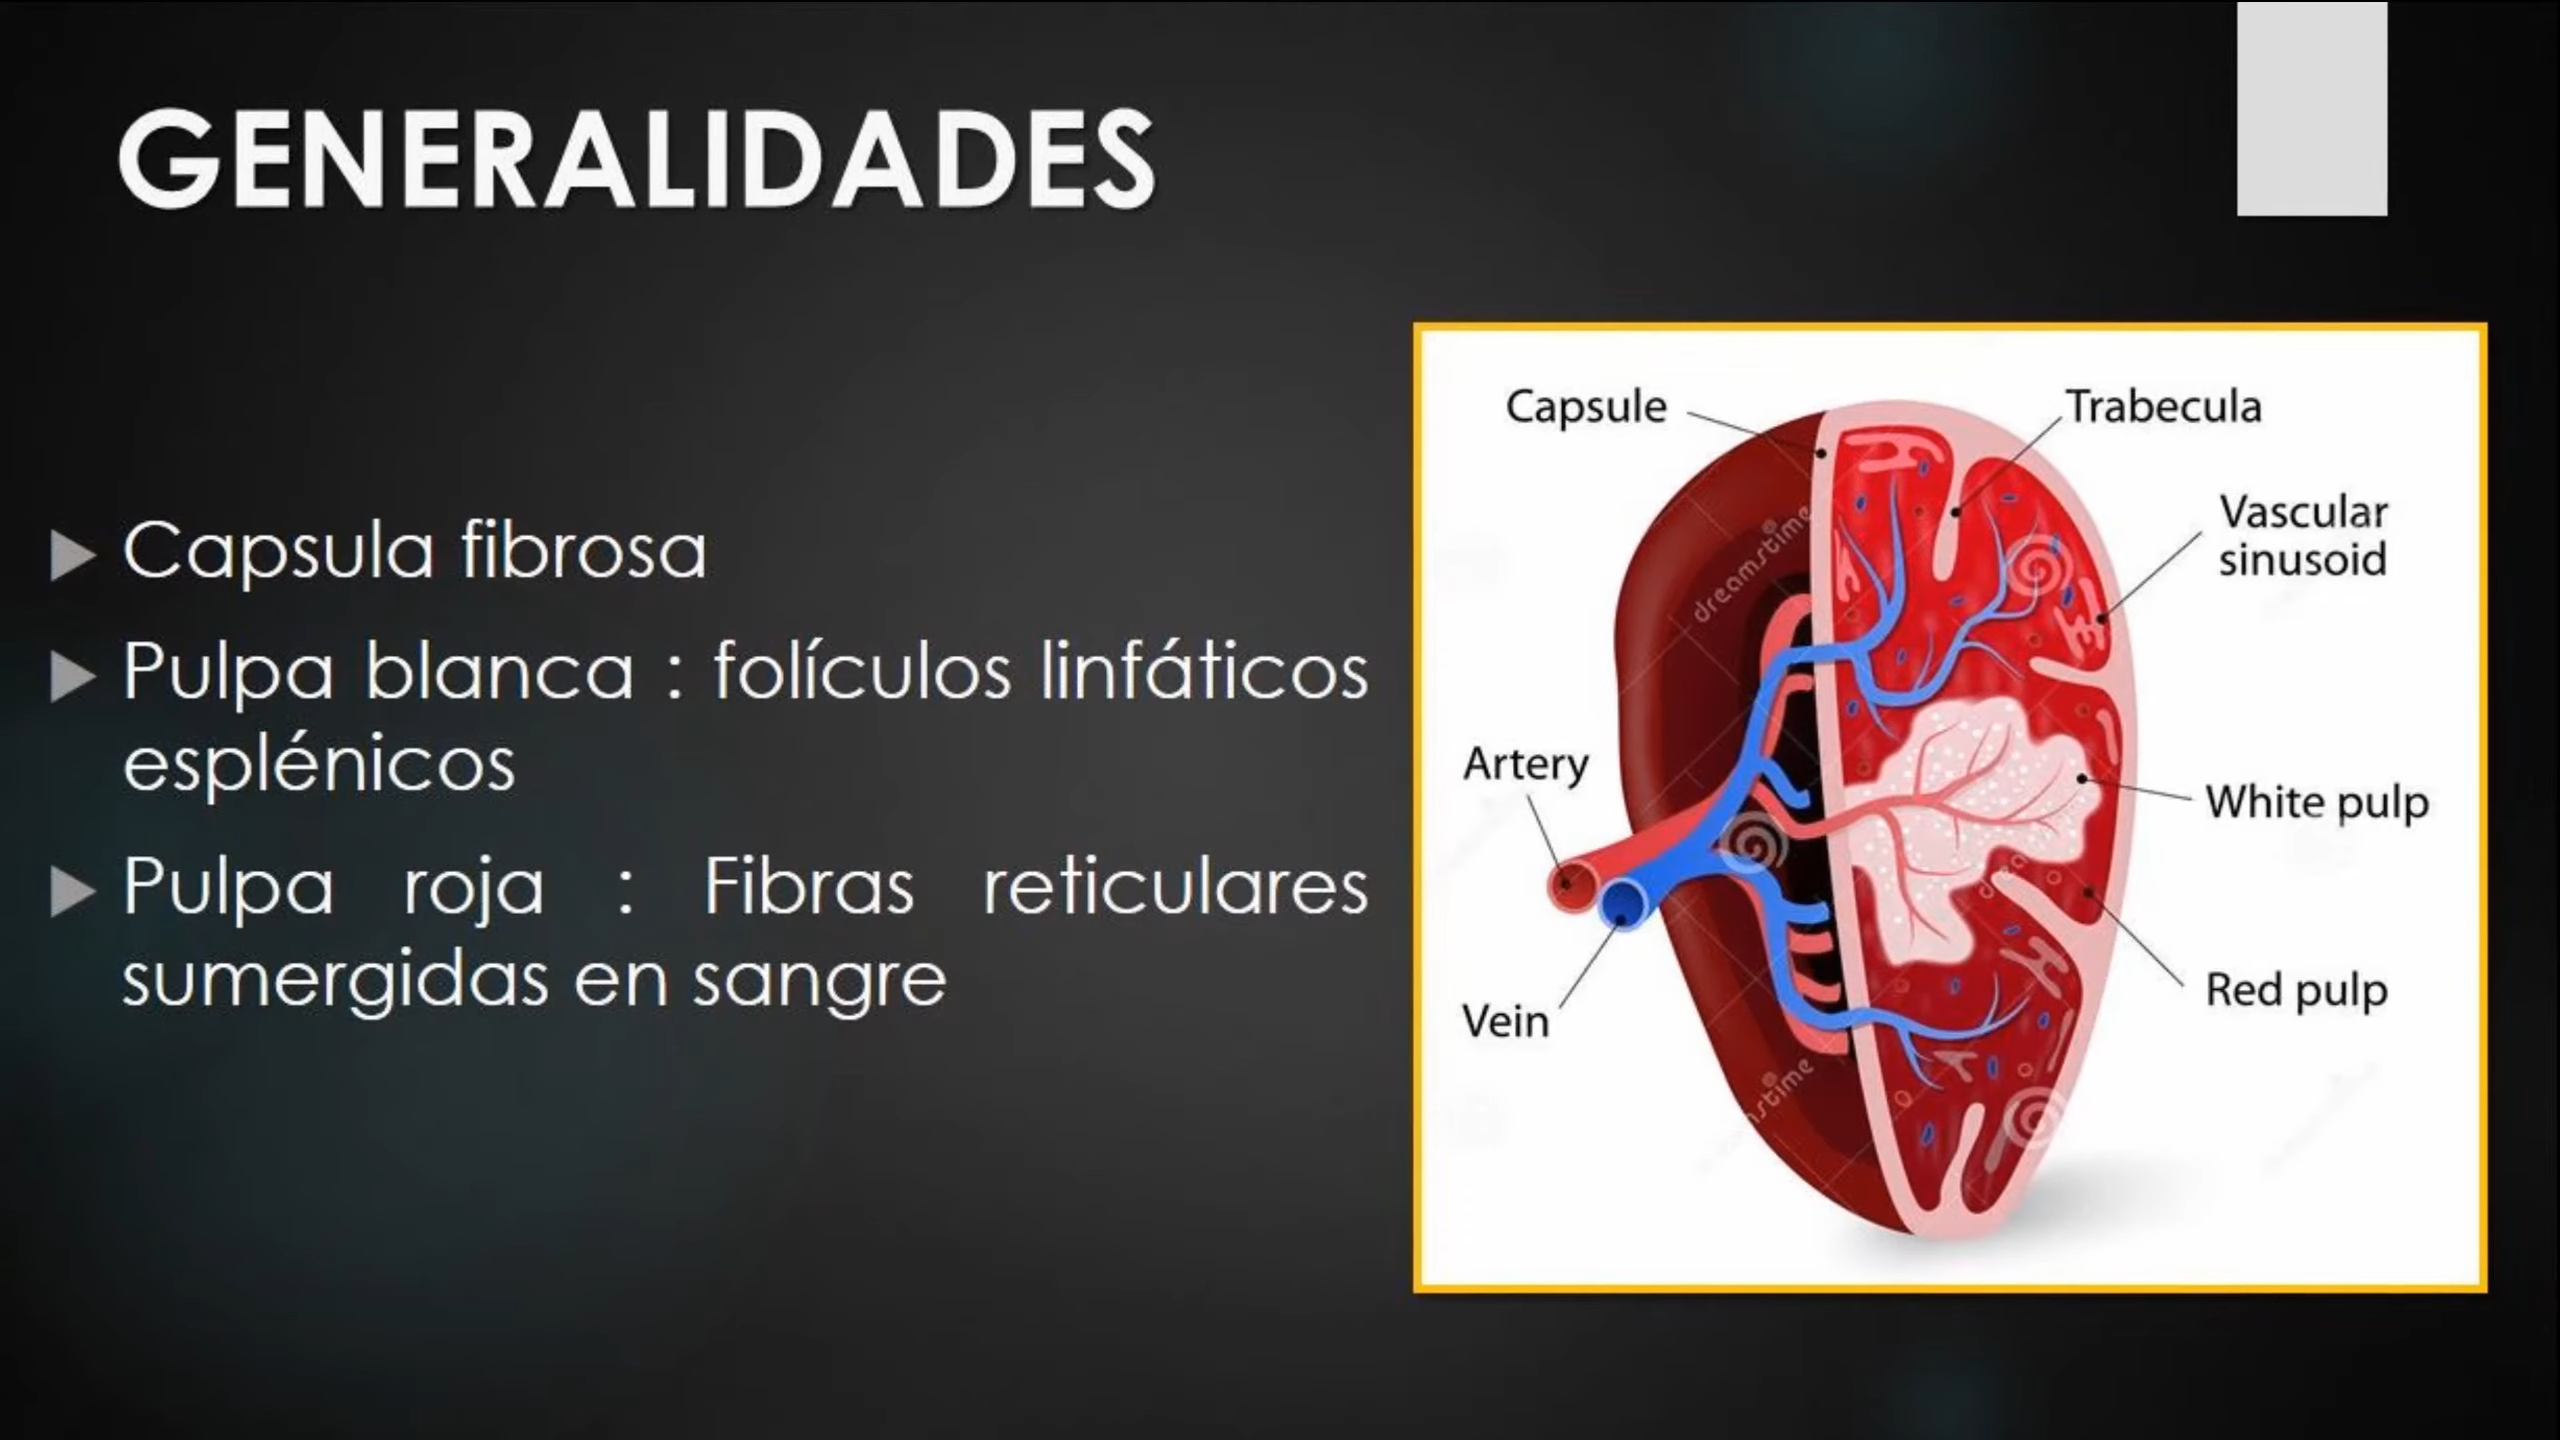 GENERALIDADES
Capsula fibrosa
Pulpa blanca : folículos linfáticos
esplénicos
Pulpa roja : Fibras reticulares
sumergidas en sangre
Capsule
Trabecula
Vascular
sinusoid
Artery
White pulp
Vein
Red pulp
dreamstime